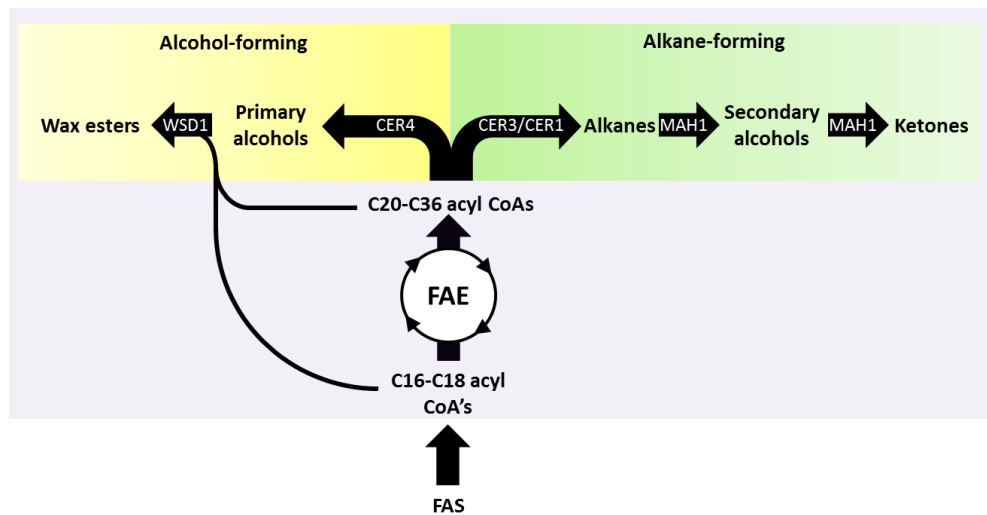 Alcohol-forming
Alkane-forming
Wax esters
WSD1
Primary
alcohols
CER4
CER3/CER1
Alkanes
MAH1
Secondary
alcohols
MAH1
Ketones
C20-C36 acyl CoAs
FAE
C16-C18 acyl
CoA's
FAS